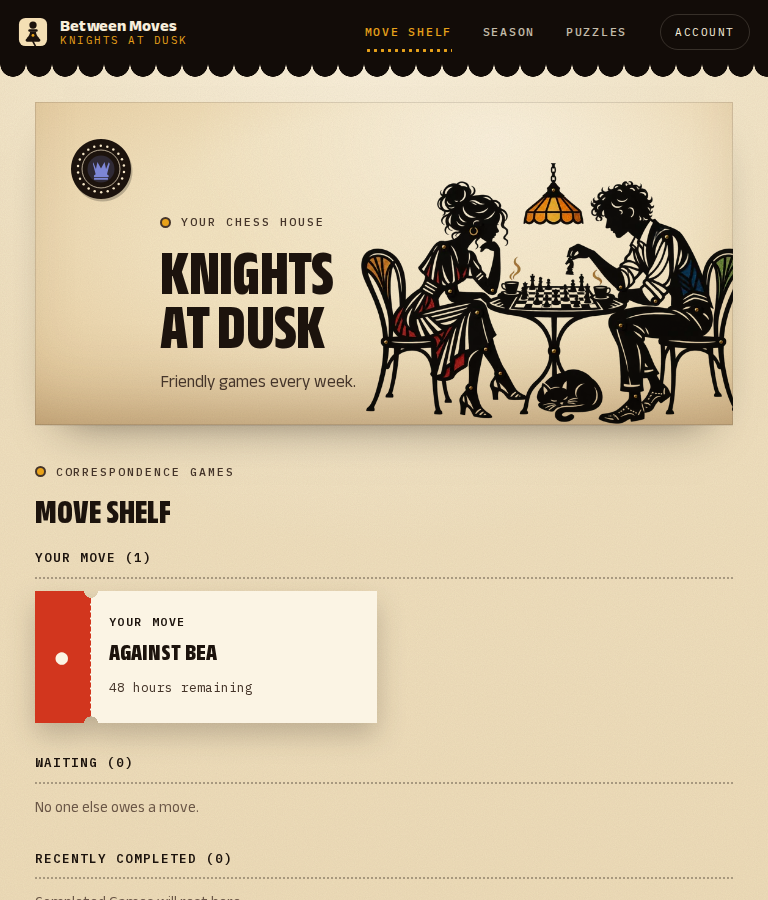 Between Moves
KNIGHTS AT DUSK
MOVE SHELF
SEASON
PUZZLES
ACCOUNT
YOUR CHESS HOUSE
KNIGHTS
AT DUSK
Friendly games every week.
CORRESPONDENCE GAMES
MOVE SHELF
YOUR MOVE (1)
YOUR MOVE
AGAINST BEA
48 hours remaining
WAITING (0)
No one else owes a move.
RECENTLY COMPLETED (0)